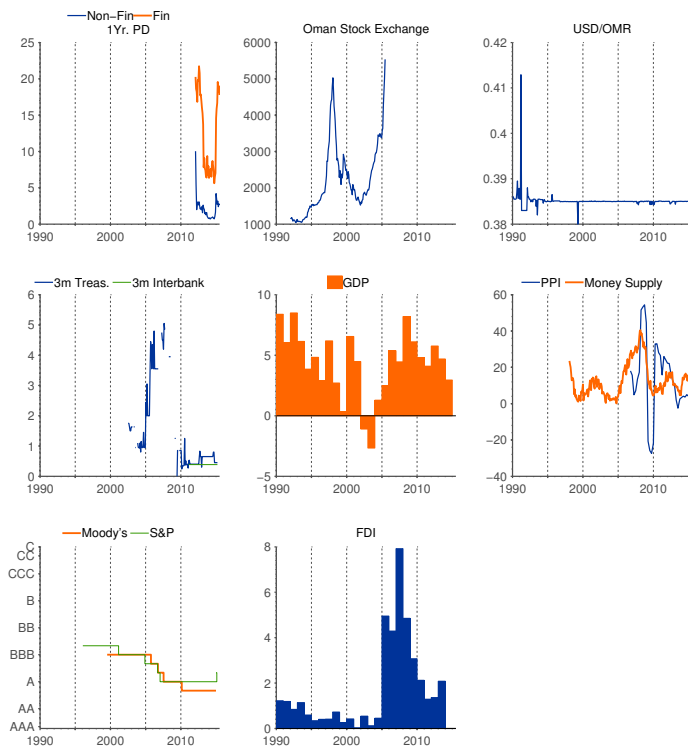 Non−Fin Fin
1Yr. PD
25
20
15
10
5
0
1990 2000 2010
Oman Stock Exchange
6000
5000
4000
3000
2000
1000
1990 2000 2010
USD/OMR
0.42
0.41
0.4
0.39
0.38
1990 2000 2010
3m Treas. 3m Interbank
6
5
4
3
2
1
0
1990 2000 2010
GDP
10
5
0
−5
1990 2000 2010
PPI Money Supply
60
40
20
0
−20
−40
1990 2000 2010
Moody's S&P
C
CC
CCC
B
BB
BBB
A
AA
AAA
1990 2000 2010
FDI
8
6
4
2
0
1990 2000 2010